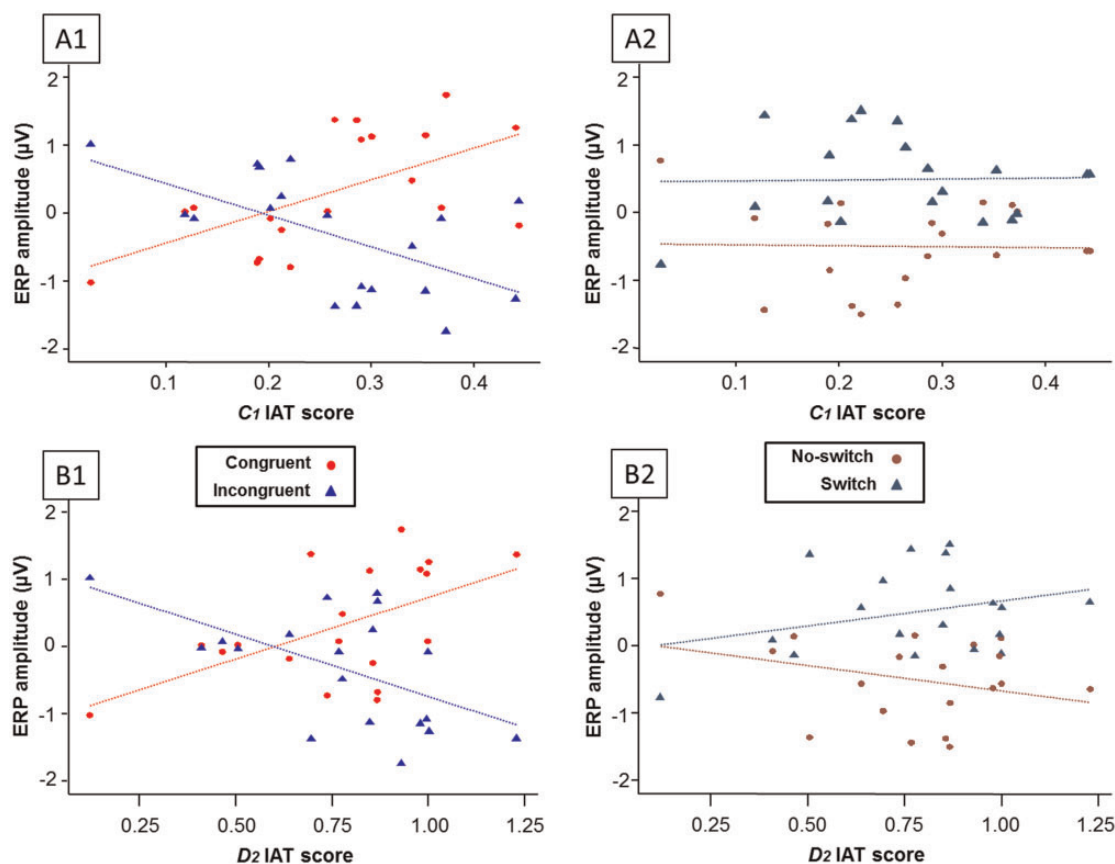 A1
2
1
0
-1
-2
ERP amplitude (µV)
0.1 0.2 0.3 0.4
C1 IAT score
A2
2
1
0
-1
-2
ERP amplitude (µV)
0.1 0.2 0.3 0.4
C1 IAT score
B1
Congruent
Incongruent
2
1
0
-1
-2
ERP amplitude (µV)
0.25 0.50 0.75 1.00 1.25
D2 IAT score
B2
No-switch
Switch
2
1
0
-1
-2
ERP amplitude (µV)
0.25 0.50 0.75 1.00 1.25
D2 IAT score